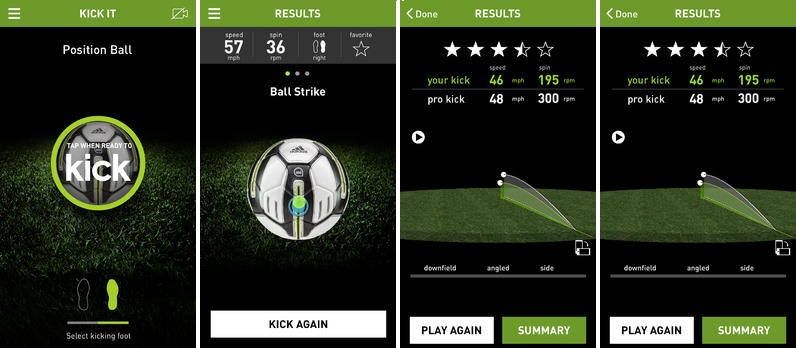 KICK IT
Position Ball
adidas
TAP WHEN READY TO
kick
Select kicking foot
RESULTS
speed spin foot favorite
57 36
mph rpm right
Ball Strike
KICK AGAIN
Done RESULTS
speed spin
your kick 46 mph 195 rpm
pro kick 48 mph 300 rpm
downfield angled side
PLAY AGAIN SUMMARY
Done RESULTS
speed spin
your kick 46 mph 195 rpm
pro kick 48 mph 300 rpm
downfield angled side
PLAY AGAIN SUMMARY